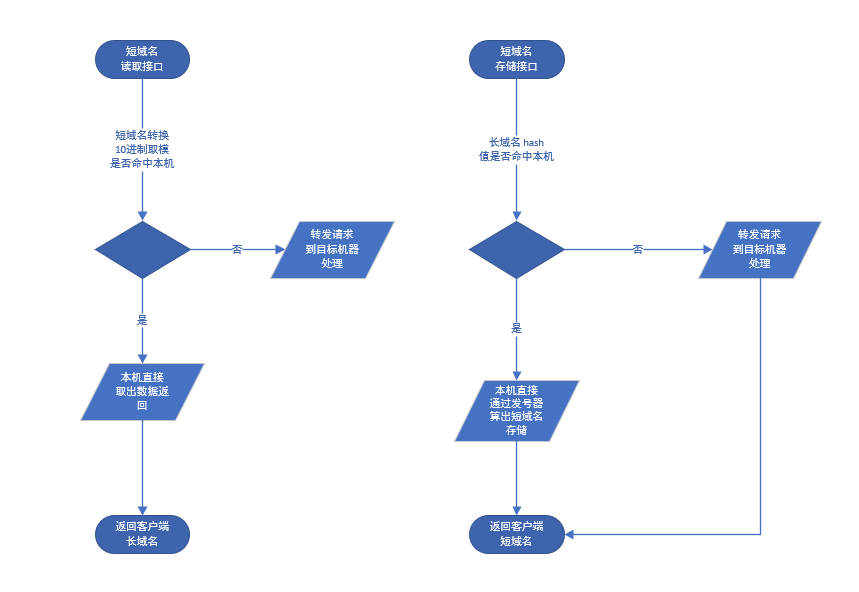 短域名
读取接口
短域名转换
10进制取模
是否命中本机
否
转发请求
到目标机器
处理
是
本机直接
取出数据返
回
返回客户端
长域名
短域名
存储接口
长域名 hash
值是否命中本机
否
转发请求
到目标机器
处理
是
本机直接
通过发号器
算出短域名
存储
返回客户端
短域名